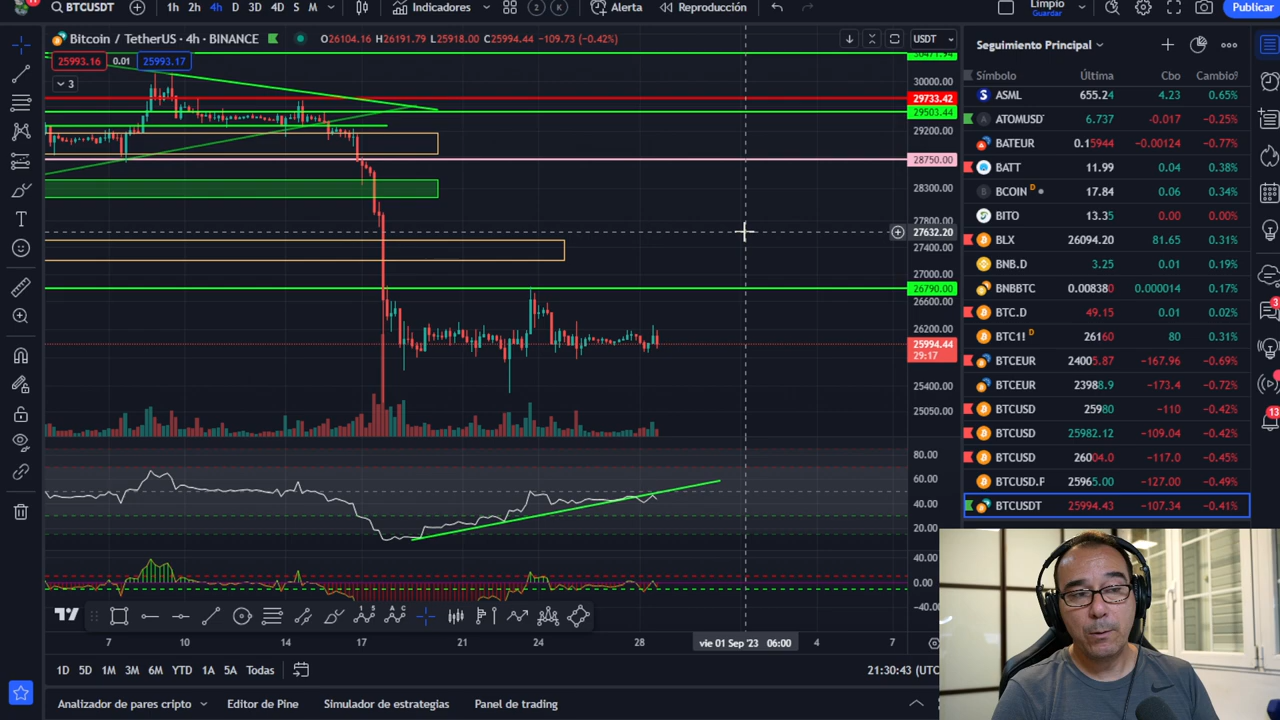 11
BTCUSDT
1h 2h 4h D 3D 4D S M
Indicadores
2 K
Alerta
Reproducción
Limpio
Guardar
Publicar
Bitcoin / TetherUS · 4h · BINANCE
O26104.16 H26191.79 L25918.00 C25994.44 −109.73 (−0.42%)
25993.16 0.01 25993.17
3
USDT
30471.94
30000.00
29733.42
29503.44
29200.00
28750.00
28300.00
27800.00
27632.20
27400.00
27000.00
26790.00
26600.00
26200.00
25994.44
29:17
25400.00
25050.00
80.00
60.00
40.00
20.00
40.00
0.00
−40.00
7 10 14 17 21 24 28 vie 01 Sep '23 06:00 4 7
1D 5D 1M 3M 6M YTD 1A 5A Todas
21:30:43 (UTC
Analizador de pares cripto
Editor de Pine
Simulador de estrategias
Panel de trading
Seguimiento Principal
Símbolo Última Cbo Cambio%
ASML 655.24 4.23 0.65%
ATOMUSD 6.737 −0.017 −0.25%
BATEUR 0.15944 −0.00124 −0.77%
BATT 11.99 0.04 0.38%
BCOIN D 17.84 0.06 0.34%
BITO 13.35 0.00 0.00%
BLX 26094.20 81.65 0.31%
BNB.D 3.25 0.01 0.19%
BNBBTC 0.008380 0.000014 0.17%
BTC.D 49.15 0.01 0.02%
BTC1! D 26160 80 0.31%
BTCEUR 24005.87 −167.96 −0.69%
BTCEUR 23988.9 −173.4 −0.72%
BTCUSD 25980 −110 −0.42%
BTCUSD 25982.12 −109.04 −0.42%
BTCUSD 26004.0 −117.0 −0.45%
BTCUSD.P 25965.00 −127.00 −0.49%
BTCUSDT 25994.43 −107.34 −0.41%
3
13